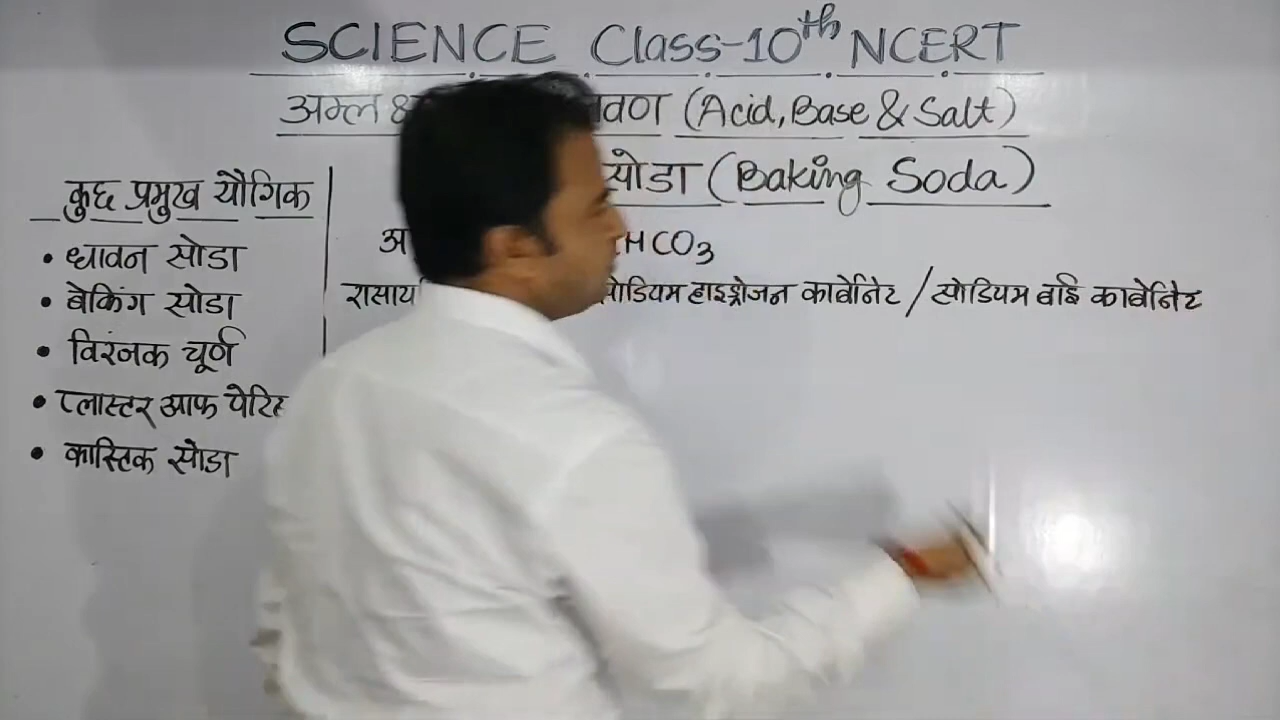 SCIENCE Class-10th NCERT
अम्ल (Acid, Base & Salt)
सोडा (Baking Soda)
कुछ प्रमुख यौगिक
• धावन सोडा
• बेकिंग सोडा
• विरंजक चूर्ण
• प्लास्टर आफ
• कास्टिक सोडा
HCO3
सोडियम हाइड्रोजन कार्बोनेट / सोडियम बाई कार्बोनेट